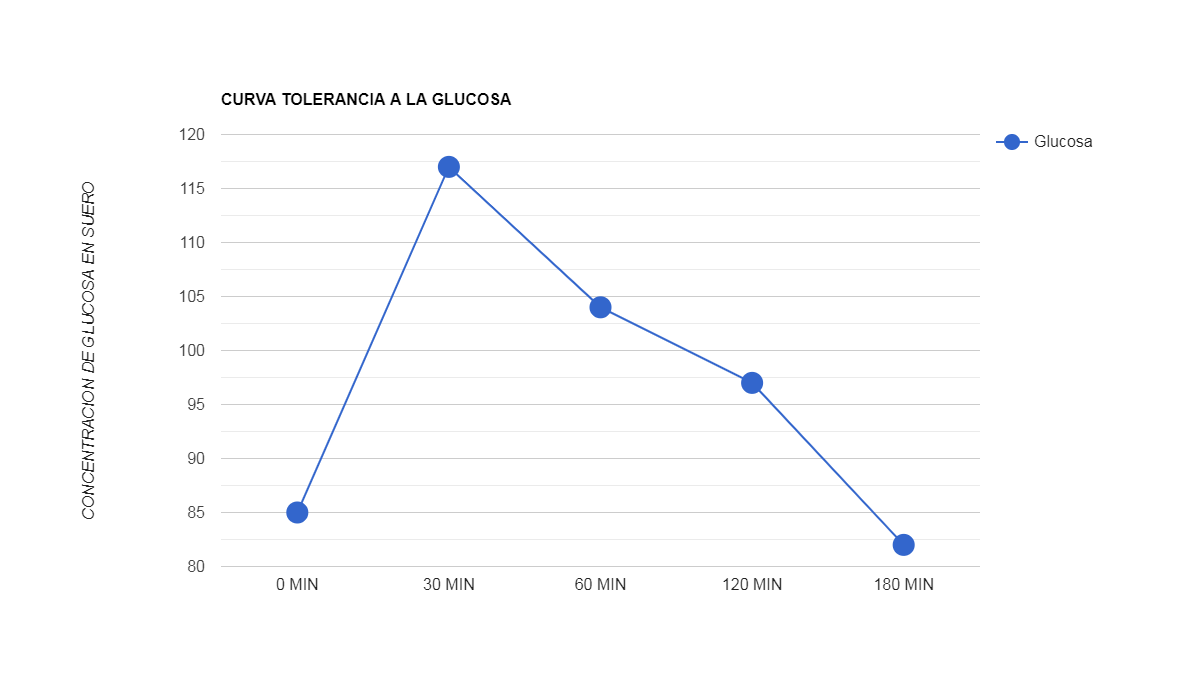 CURVA TOLERANCIA A LA GLUCOSA
Glucosa
CONCENTRACION DE GLUCOSA EN SUERO
120
115
110
105
100
95
90
85
80
0 MIN 30 MIN 60 MIN 120 MIN 180 MIN